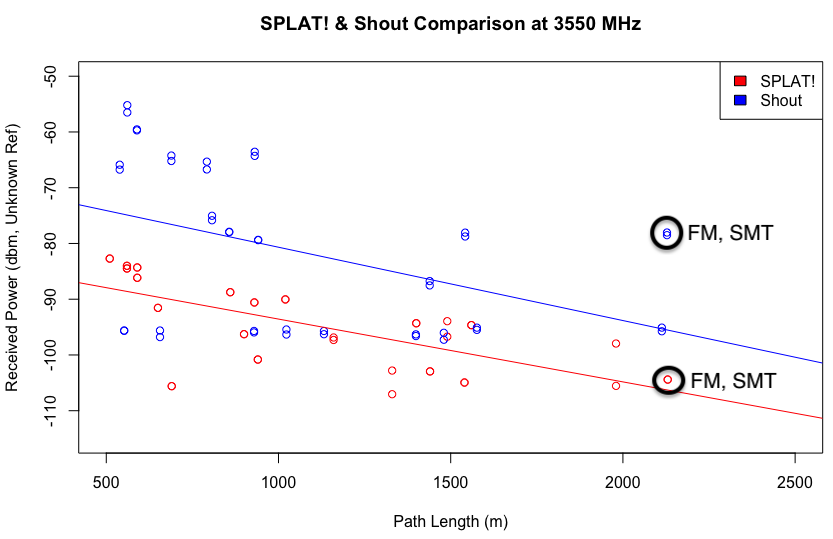 SPLAT! & Shout Comparison at 3550 MHz
SPLAT!
Shout
Received Power (dbm, Unknown Ref)
-50
-60
-70
-80
-90
-100
-110
FM, SMT
FM, SMT
500
1000
1500
2000
2500
Path Length (m)